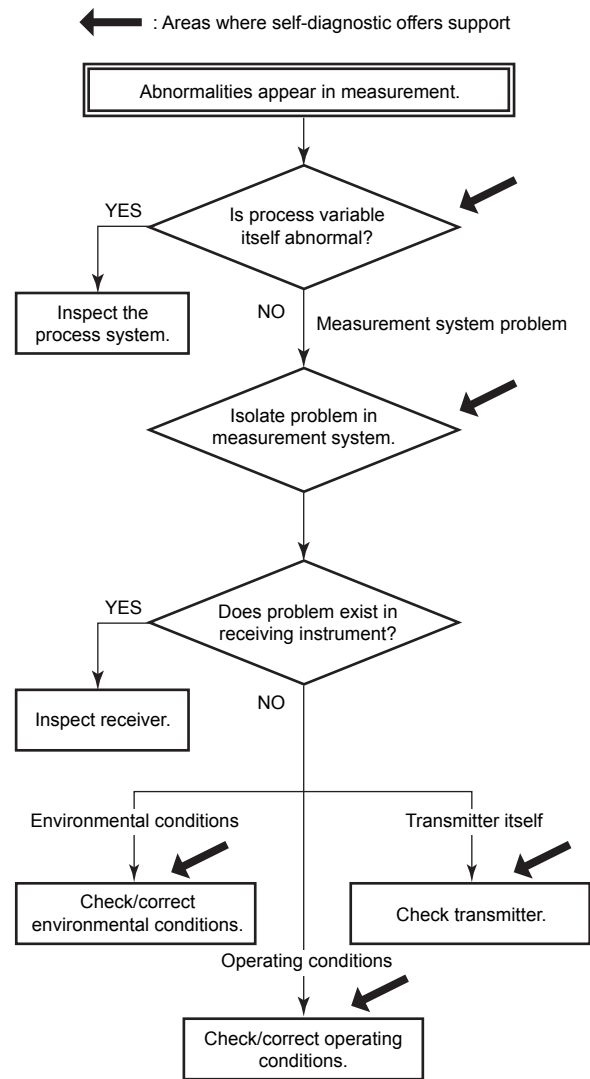 : Areas where self-diagnostic offers support
Abnormalities appear in measurement.
Is process variable
itself abnormal?
YES
Inspect the
process system.
NO
Measurement system problem
Isolate problem in
measurement system.
Does problem exist in
receiving instrument?
YES
Inspect receiver.
NO
Environmental conditions
Transmitter itself
Check/correct
environmental conditions.
Check transmitter.
Operating conditions
Check/correct operating
conditions.